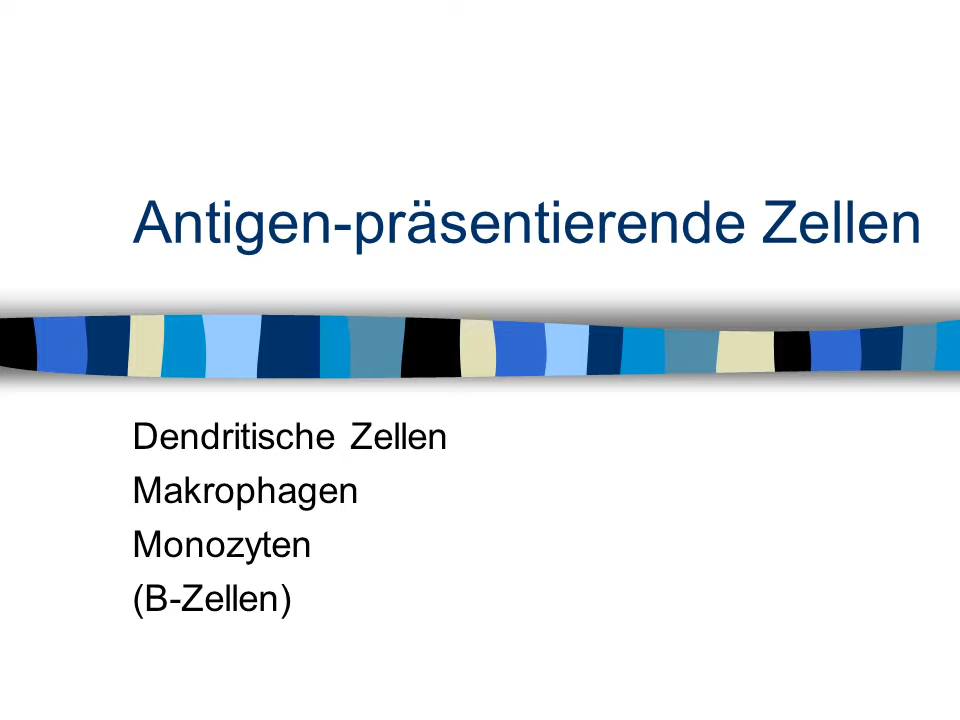 Antigen-präsentierende Zellen
Dendritische Zellen
Makrophagen
Monozyten
(B-Zellen)